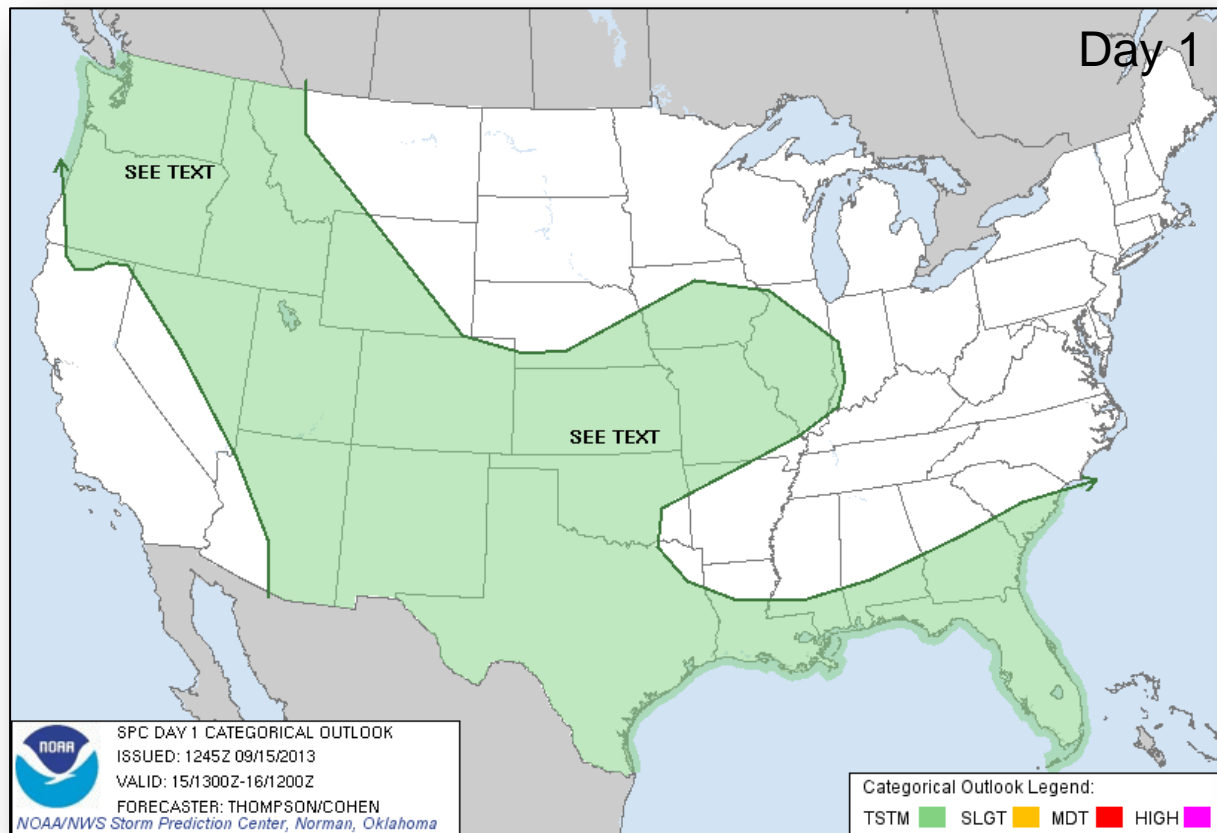 Day 1
SEE TEXT
SEE TEXT
NOAA
SPC DAY 1 CATEGORICAL OUTLOOK
ISSUED: 1245Z 09/15/2013
VALID: 15/1300Z-16/1200Z
FORECASTER: THOMPSON/COHEN
NOAA/NWS Storm Prediction Center, Norman, Oklahoma
Categorical Outlook Legend:
TSTM SLGT MDT HIGH